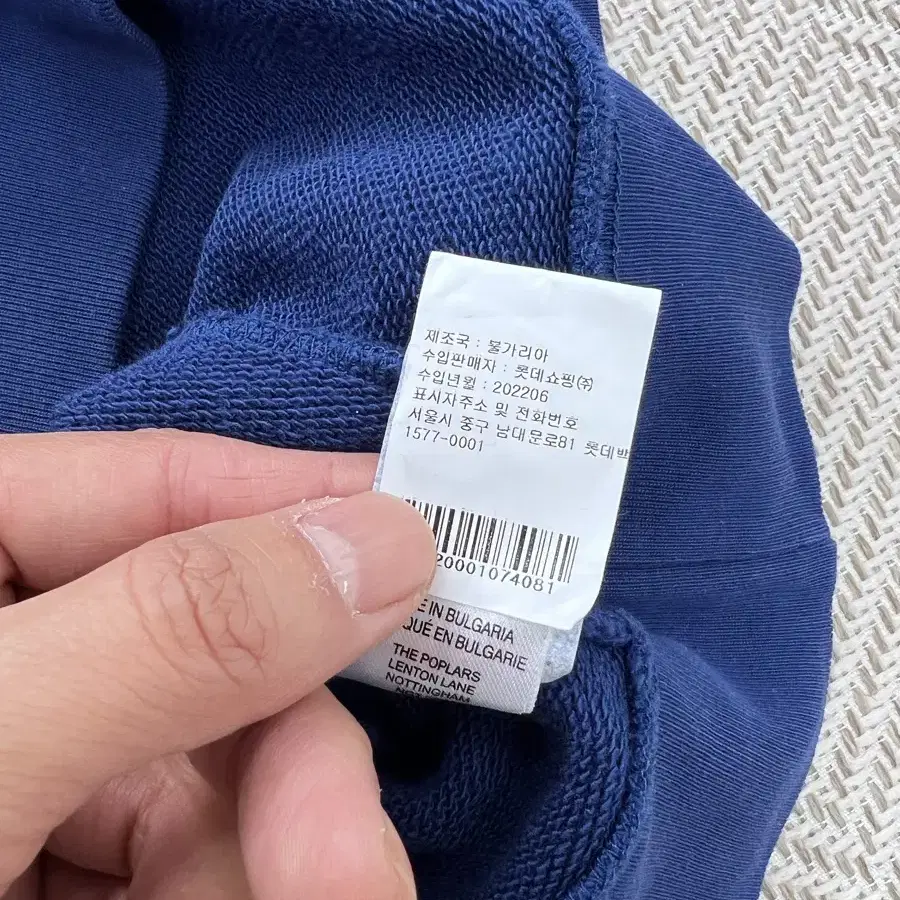 제조국 : 불가리아
수입판매자 : 롯데쇼핑㈜
수입년월 : 202206
표시자주소 및 전화번호
서울시 중구 남대문로81 롯데백
1577-0001
20001074081
E IN BULGARIA
QUÉ EN BULGARIE
THE POPLARS
LENTON LANE
NOTTINGHAM